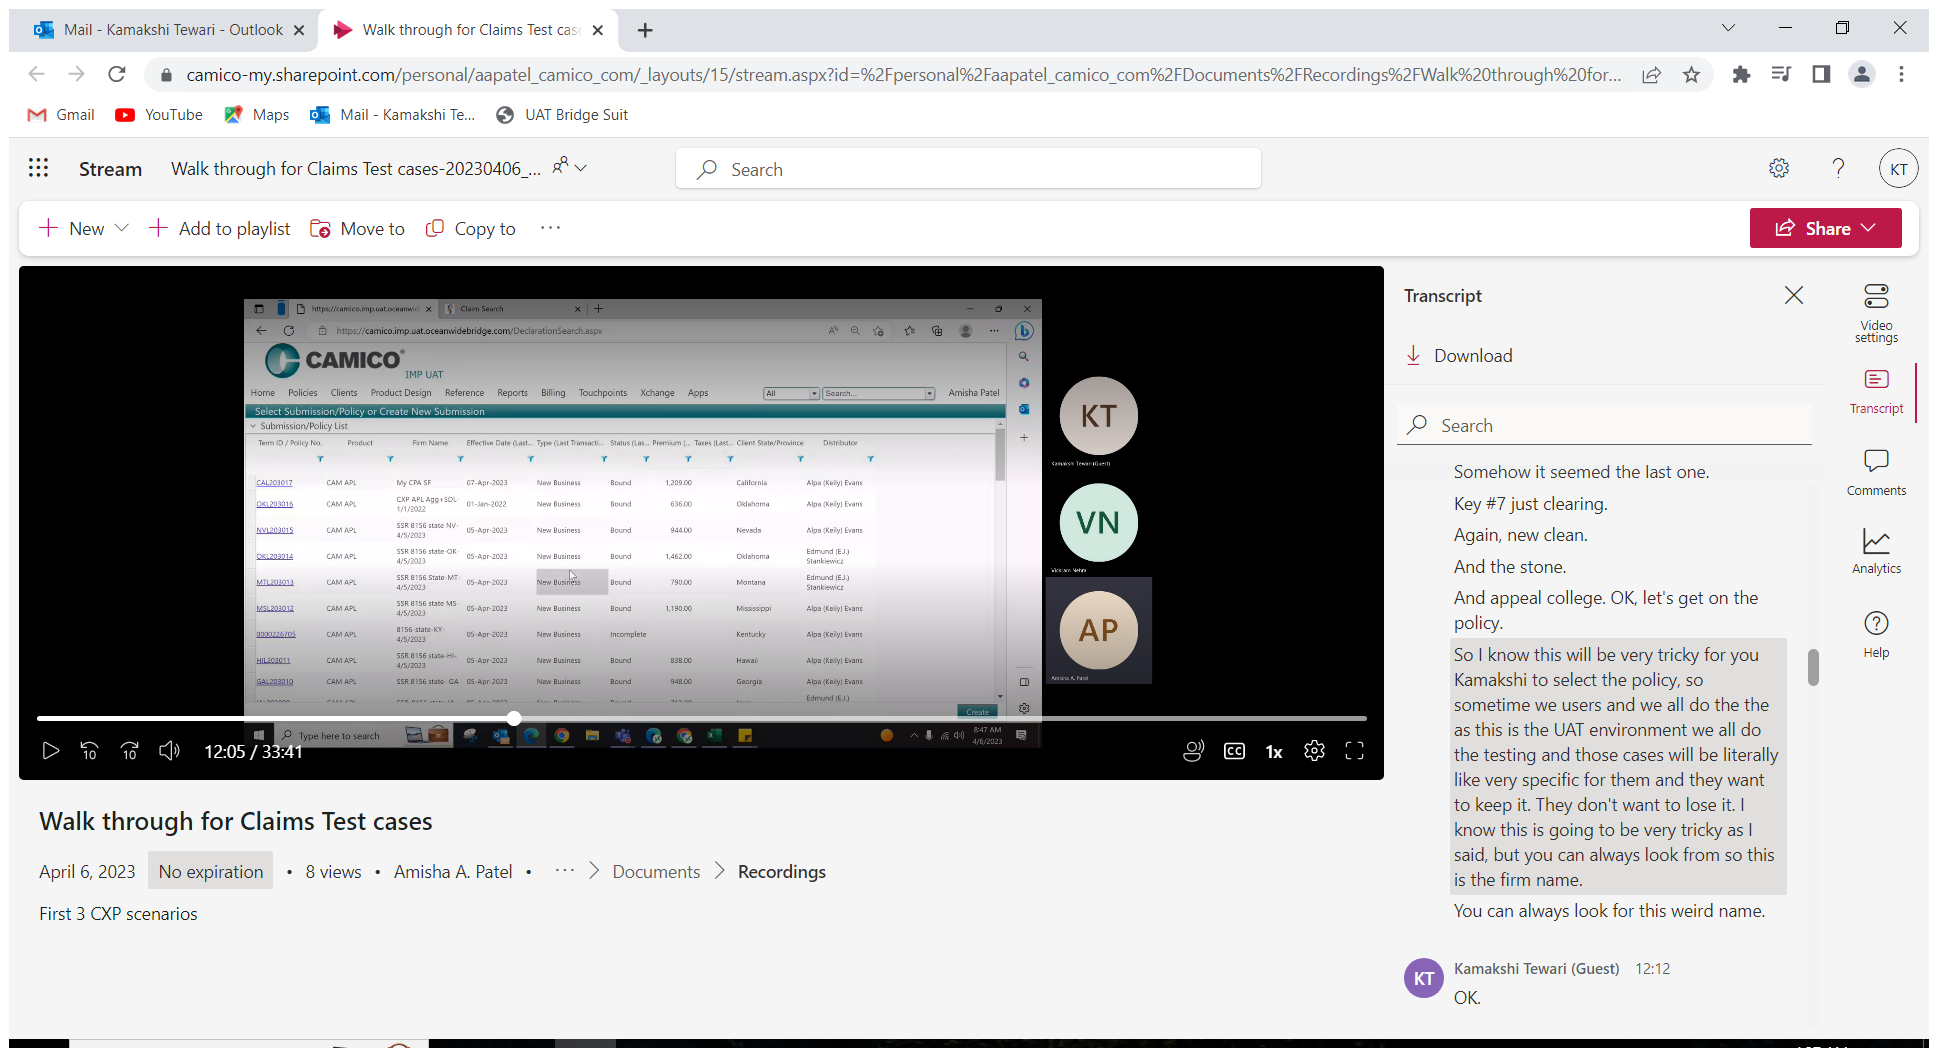 Mail - Kamakshi Tewari - Outlook
Walk through for Claims Test cas
camico-my.sharepoint.com/personal/aapatel_camico_com/_layouts/15/stream.aspx?id=%2Fpersonal%2Faapatel_camico_com%2FDocuments%2FRecordings%2FWalk%20through%20for...
Gmail
YouTube
Maps
Mail - Kamakshi Te...
UAT Bridge Suit
Stream
Walk through for Claims Test cases-20230406_...
Search
KT
New
Add to playlist
Move to
Copy to
...
Share
https://camico.imp.uat.oceanwid
Claim Search
https://camico.imp.uat.oceanwidebridge.com/DeclarationSearch.aspx
CAMICO
IMP UAT
Home Policies Clients Product Design Reference Reports Billing Touchpoints Xchange Apps
All
Search...
Amisha Patel
Select Submission/Policy or Create New Submission
Submission/Policy List
Term ID / Policy No. Product Firm Name Effective Date (Last... Type (Last Transacti... Status (Las... Premium (... Taxes (Last... Client State/Province Distributor
CAL203017 CAM APL My CPA SF 07-Apr-2023 New Business Bound 1,209.00 California Alpa (Keily) Evans
OKL203016 CAM APL CXP APL Agg+SDL-1/1/2022 01-Jan-2022 New Business Bound 636.00 Oklahoma Alpa (Keily) Evans
NVL203015 CAM APL SSR 8156 state NV-4/5/2023 05-Apr-2023 New Business Bound 944.00 Nevada Alpa (Keily) Evans
OKL203014 CAM APL SSR 8156 state-OK-4/5/2023 05-Apr-2023 New Business Bound 1,462.00 Oklahoma Edmund (E.J.) Stankiewicz
MTL203013 CAM APL SSR 8156 State-MT-4/5/2023 05-Apr-2023 New Business Bound 790.00 Montana Edmund (E.J.) Stankiewicz
MSL203012 CAM APL SSR 8156 state MS-4/5/2023 05-Apr-2023 New Business Bound 1,190.00 Mississippi Alpa (Keily) Evans
0000226705 CAM APL 8156-state-KY-4/5/2023 05-Apr-2023 New Business Incomplete Kentucky Alpa (Keily) Evans
HIL203011 CAM APL SSR 8156 state-HI-4/5/2023 05-Apr-2023 New Business Bound 838.00 Hawaii Alpa (Keily) Evans
GAL203010 CAM APL SSR 8156 state- GA 05-Apr-2023 New Business Bound 948.00 Georgia Alpa (Keily) Evans
Edmund (E.J.)
Create
Type here to search
8:47 AM
4/6/2023
KT
Kamakshi Tewari (Guest)
VN
Vickram Nehra
AP
Amisha A. Patel
10
10
12:05 / 33:41
CC
1x
Transcript
Download
Search
Somehow it seemed the last one.
Key #7 just clearing.
Again, new clean.
And the stone.
And appeal college. OK, let's get on the
policy.
So I know this will be very tricky for you
Kamakshi to select the policy, so
sometime we users and we all do the the
as this is the UAT environment we all do
the testing and those cases will be literally
like very specific for them and they want
to keep it. They don't want to lose it. I
know this is going to be very tricky as I
said, but you can always look from so this
is the firm name.
You can always look for this weird name.
KT
Kamakshi Tewari (Guest) 12:12
OK.
Video
settings
Transcript
Comments
Analytics
Help
Walk through for Claims Test cases
April 6, 2023 No expiration • 8 views • Amisha A. Patel • ... > Documents > Recordings
First 3 CXP scenarios